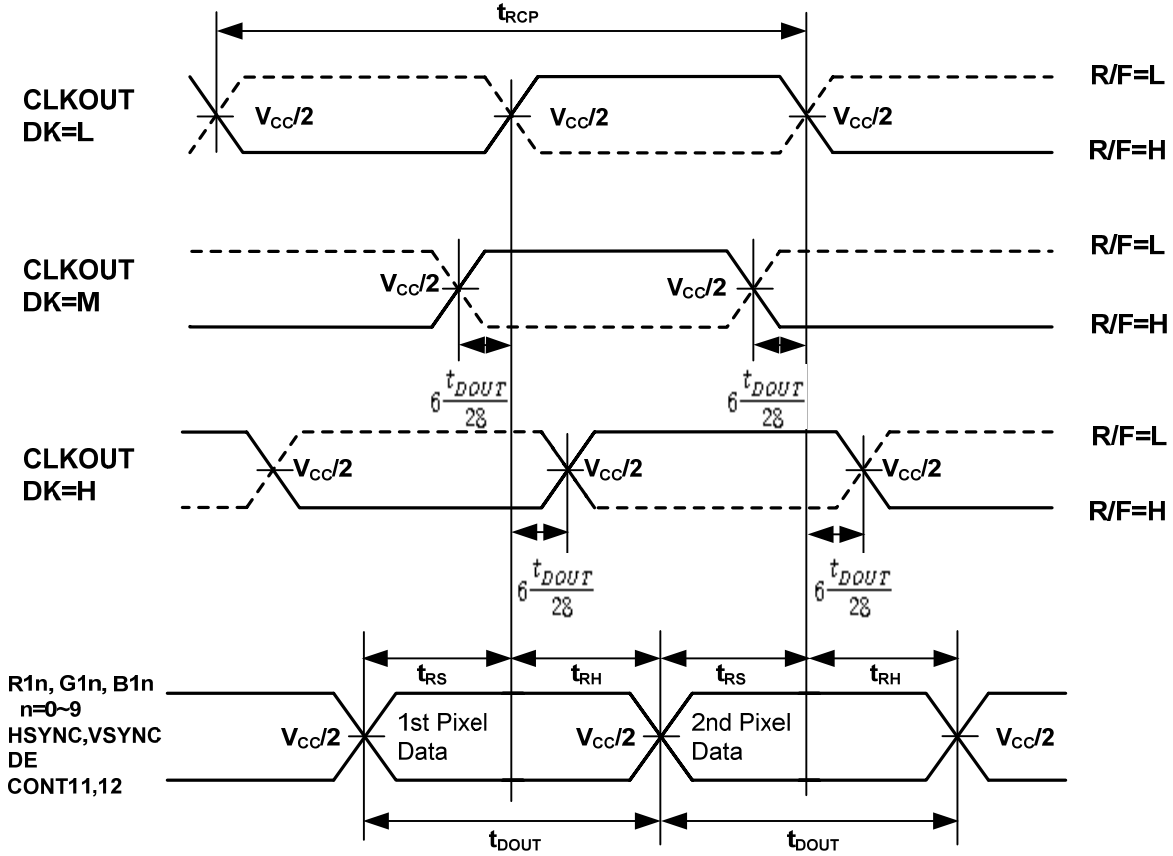 tRCP
R/F=L
CLKOUT
DK=L
VCC/2
VCC/2
VCC/2
R/F=H
R/F=L
CLKOUT
DK=M
VCC/2
VCC/2
R/F=H
6 tDOUT/28
6 tDOUT/28
R/F=L
CLKOUT
DK=H
VCC/2
VCC/2
VCC/2
R/F=H
6 tDOUT/28
6 tDOUT/28
tRS
tRH
tRS
tRH
R1n, G1n, B1n
n=0~9
HSYNC,VSYNC
DE
CONT11,12
VCC/2
1st Pixel
Data
VCC/2
2nd Pixel
Data
VCC/2
tDOUT
tDOUT